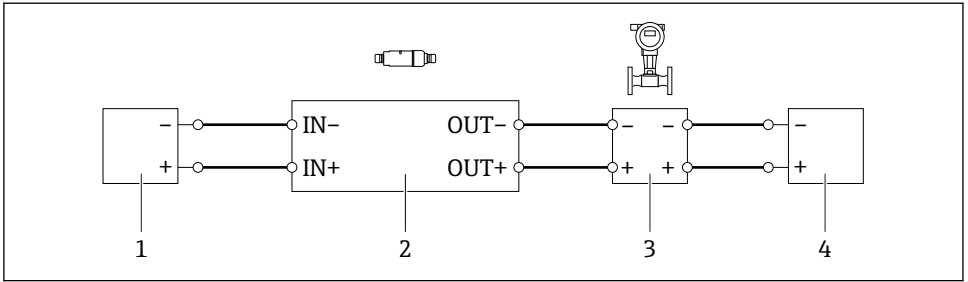 − IN− OUT− − − −
+ IN+ OUT+ + + +
1 2 3 4